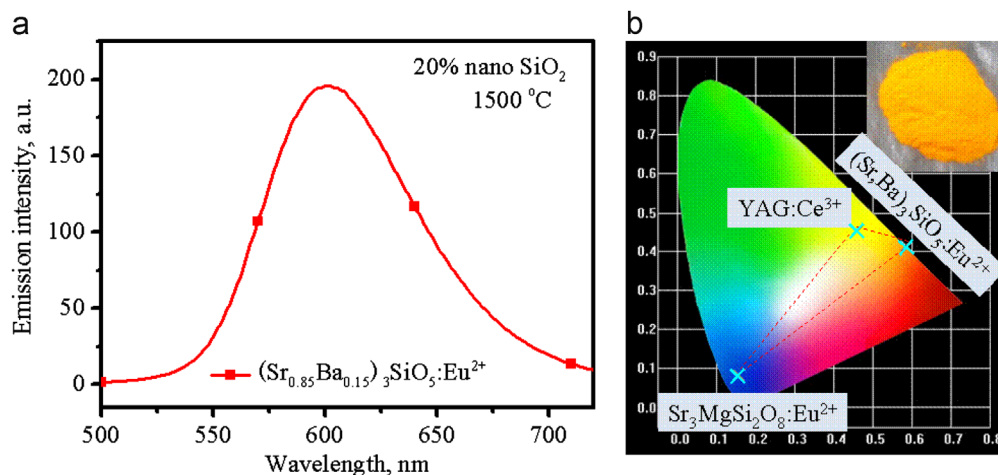 a
20% nano SiO₂
1500 °C
Emission intensity, a.u.
200
150
100
50
0
(Sr₀.₈₅Ba₀.₁₅)₃SiO₅:Eu²⁺
500 550 600 650 700
Wavelength, nm
b
0.9
0.8
0.7
0.6
0.5
0.4
0.3
0.2
0.1
0.0
YAG:Ce³⁺
(Sr,Ba)₃SiO₅:Eu²⁺
Sr₃MgSi₂O₈:Eu²⁺
0.0 0.1 0.2 0.3 0.4 0.5 0.6 0.7 0.8